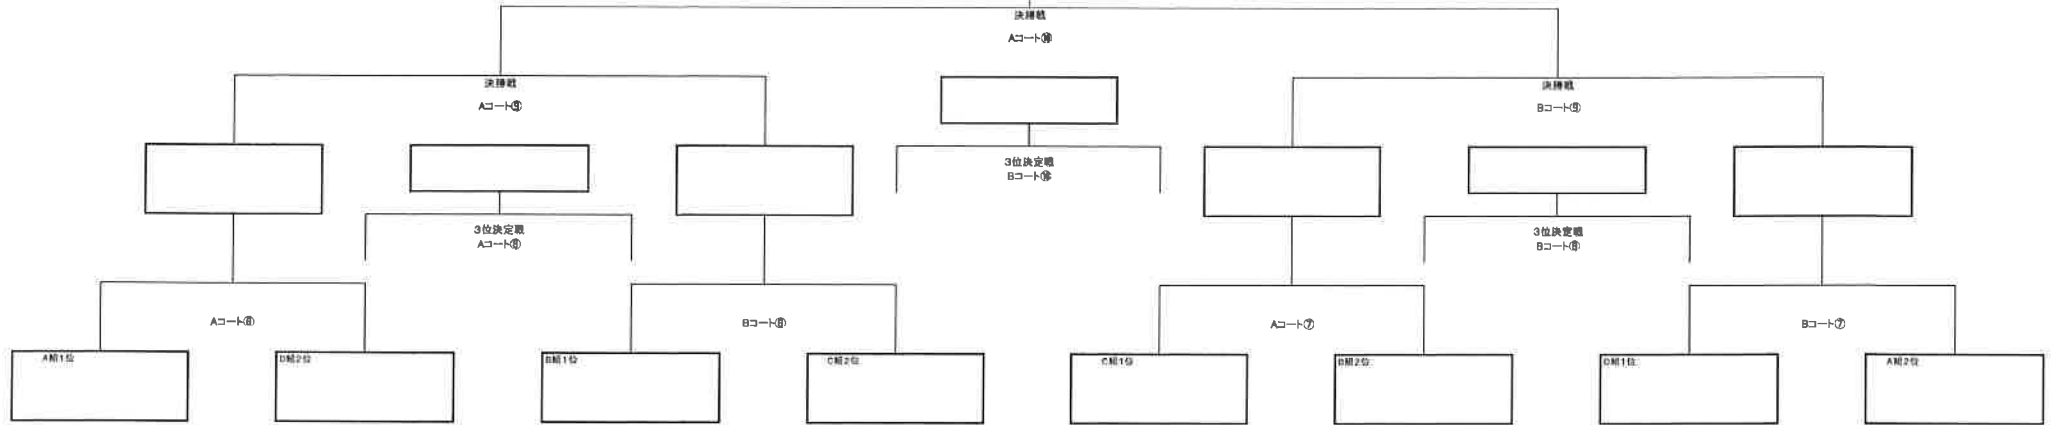 決勝戦
Aコート⑩
決勝戦
Aコート⑨
決勝戦
Bコート⑨
3位決定戦
Bコート⑩
3位決定戦
Aコート⑧
3位決定戦
Bコート⑧
Aコート⑥
Bコート⑥
Aコート⑦
Bコート⑦
A組1位
D組2位
B組1位
C組2位
C組1位
B組2位
D組1位
A組2位